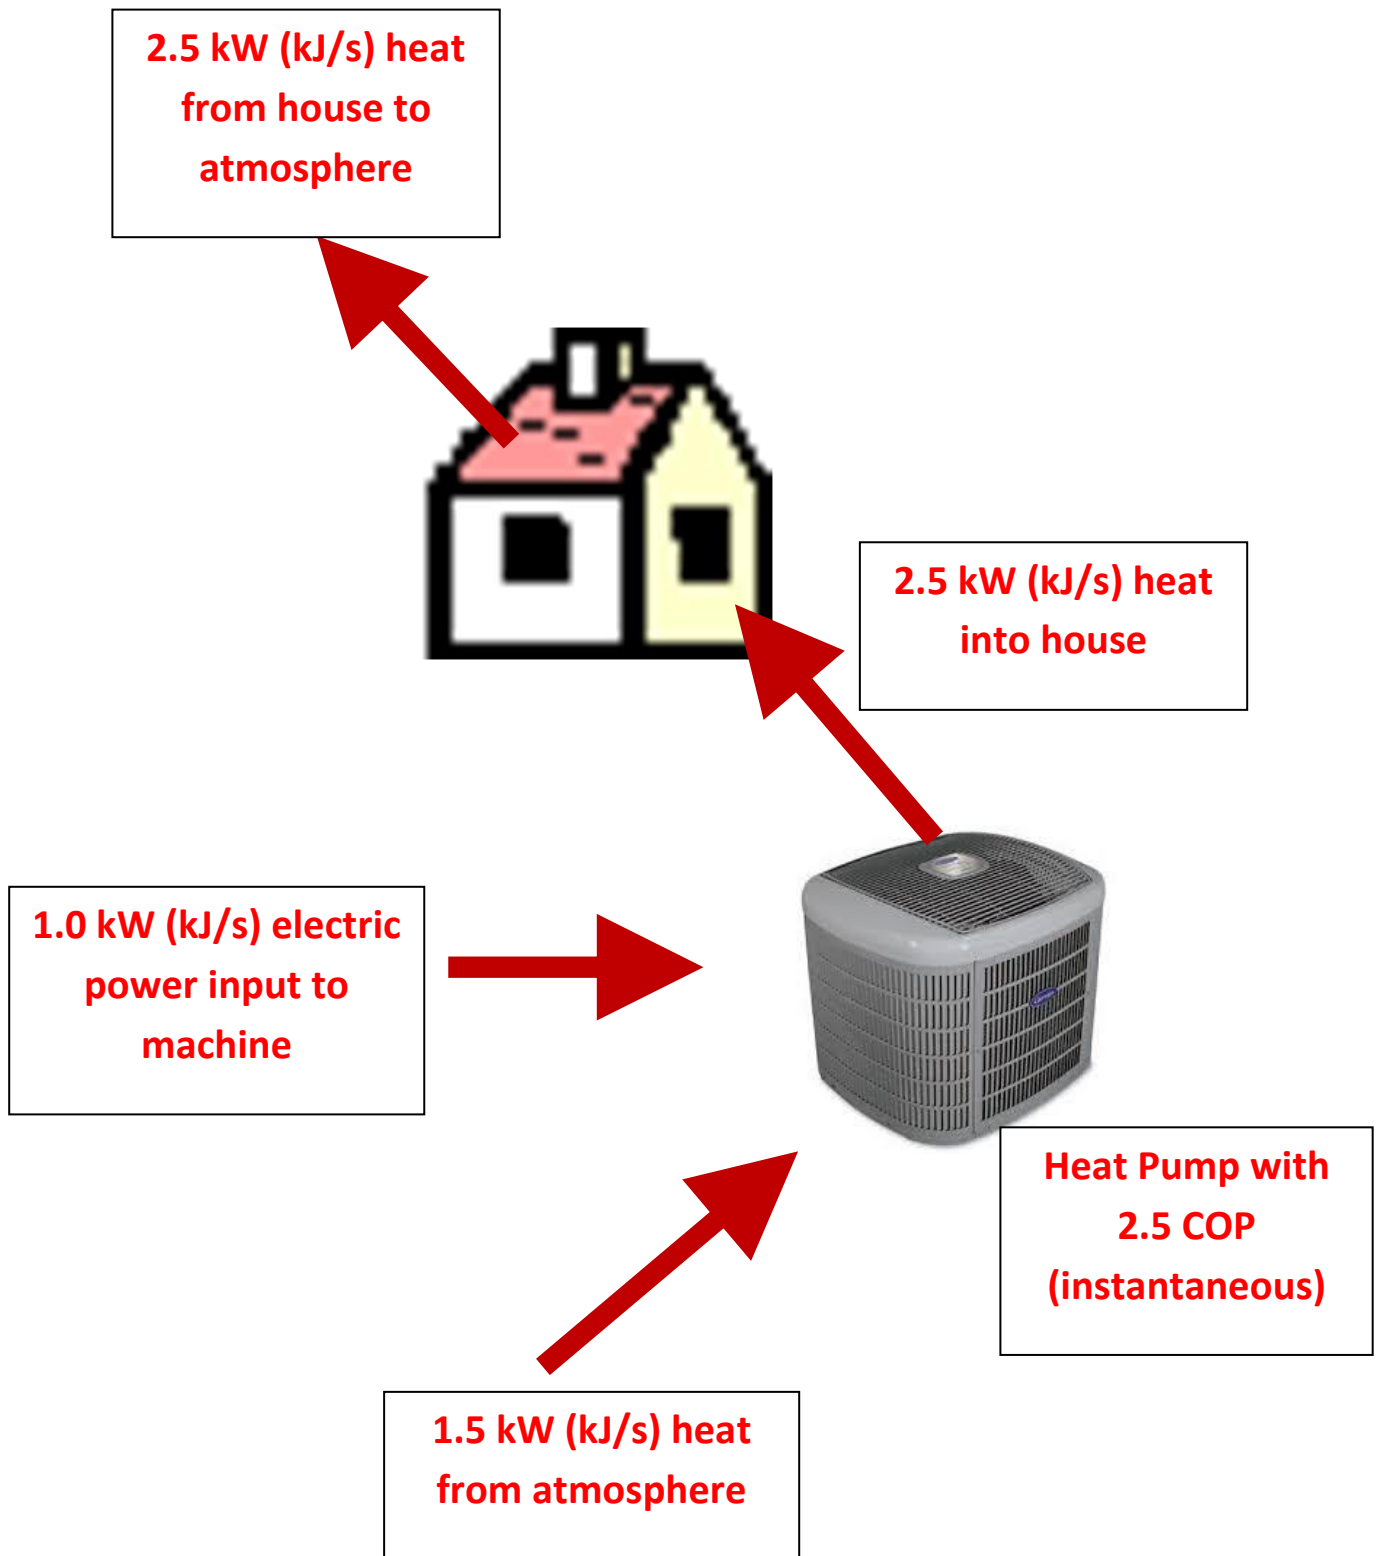 2.5 kW (kJ/s) heat
from house to
atmosphere
2.5 kW (kJ/s) heat
into house
1.0 kW (kJ/s) electric
power input to
machine
Heat Pump with
2.5 COP
(instantaneous)
1.5 kW (kJ/s) heat
from atmosphere